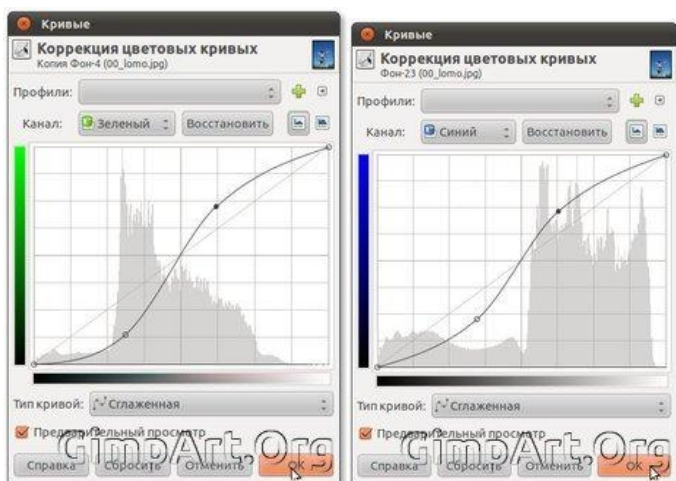 Кривые
Коррекция цветовых кривых
Копия Фон-4 (00_lomo.jpg)
Профили:
Канал: Зеленый Восстановить
Тип кривой: Сглаженная
Предварительный просмотр
Справка Сбросить Отменить ОК
Кривые
Коррекция цветовых кривых
Фон-23 (00_lomo.jpg)
Профили:
Канал: Синий Восстановить
Тип кривой: Сглаженная
Предварительный просмотр
Справка Сбросить Отменить ОК
GimpArt.Org
GimpArt.Org